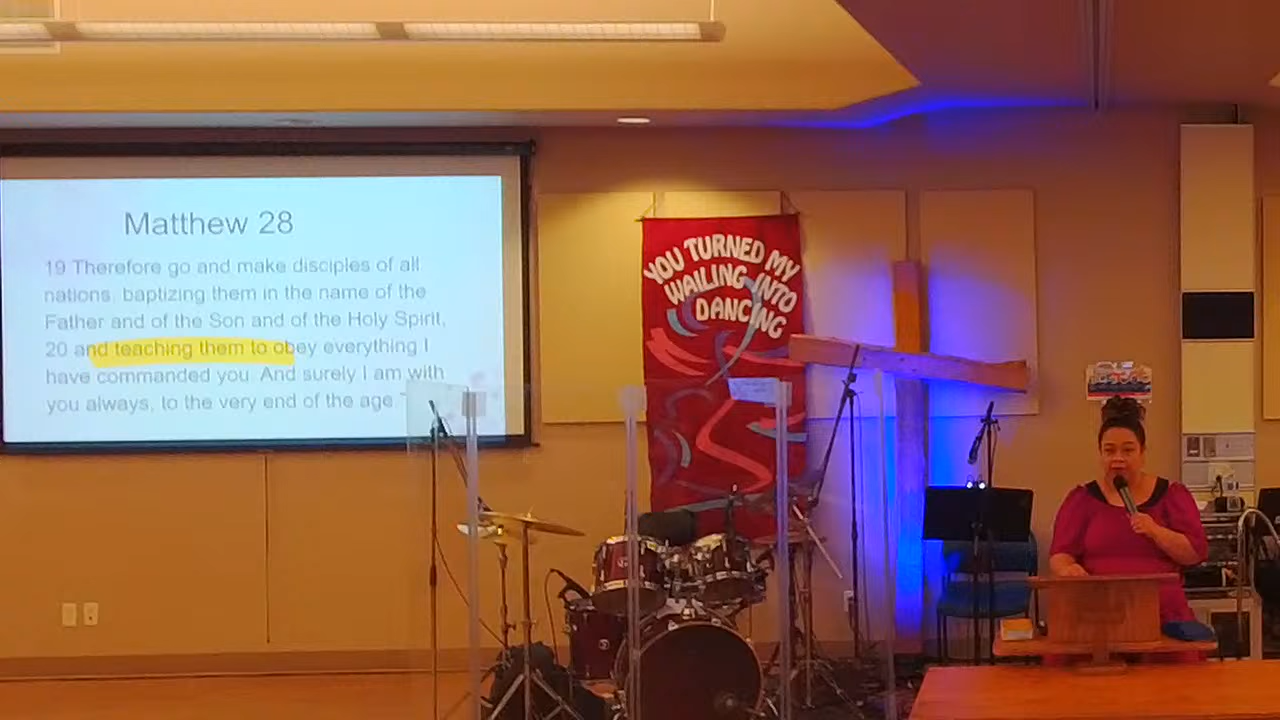 Matthew 28
19 Therefore go and make disciples of all
nations, baptizing them in the name of the
Father and of the Son and of the Holy Spirit,
20 and teaching them to obey everything I
have commanded you. And surely I am with
you always, to the very end of the age."
YOU TURNED MY
WAILING INTO
DANCING